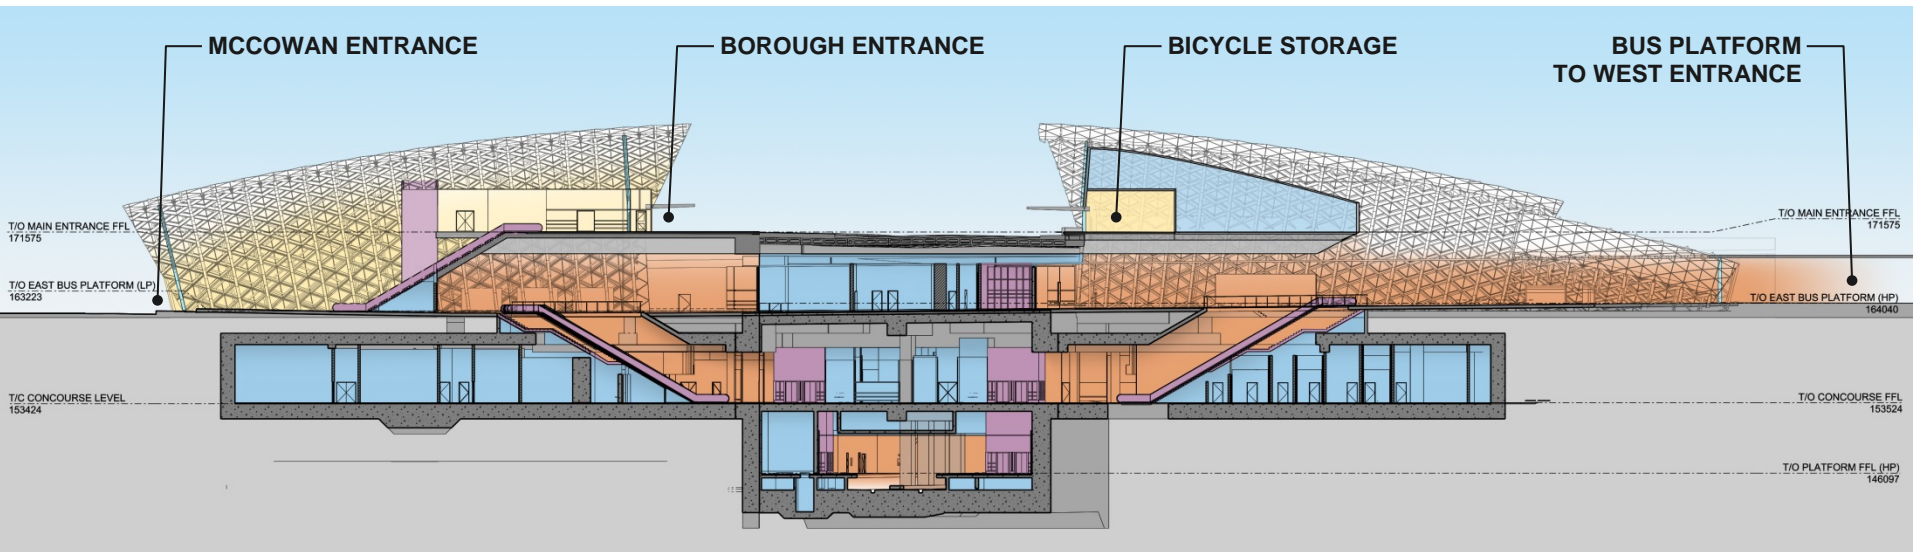 MCCOWAN ENTRANCE
BOROUGH ENTRANCE
BICYCLE STORAGE
BUS PLATFORM
TO WEST ENTRANCE
T/O MAIN ENTRANCE FFL
171575
T/O MAIN ENTRANCE FFL
171575
T/O EAST BUS PLATFORM (LP)
163223
T/O EAST BUS PLATFORM (HP)
164040
T/C CONCOURSE LEVEL
153424
T/O CONCOURSE FFL
153524
T/O PLATFORM FFL (HP)
146097